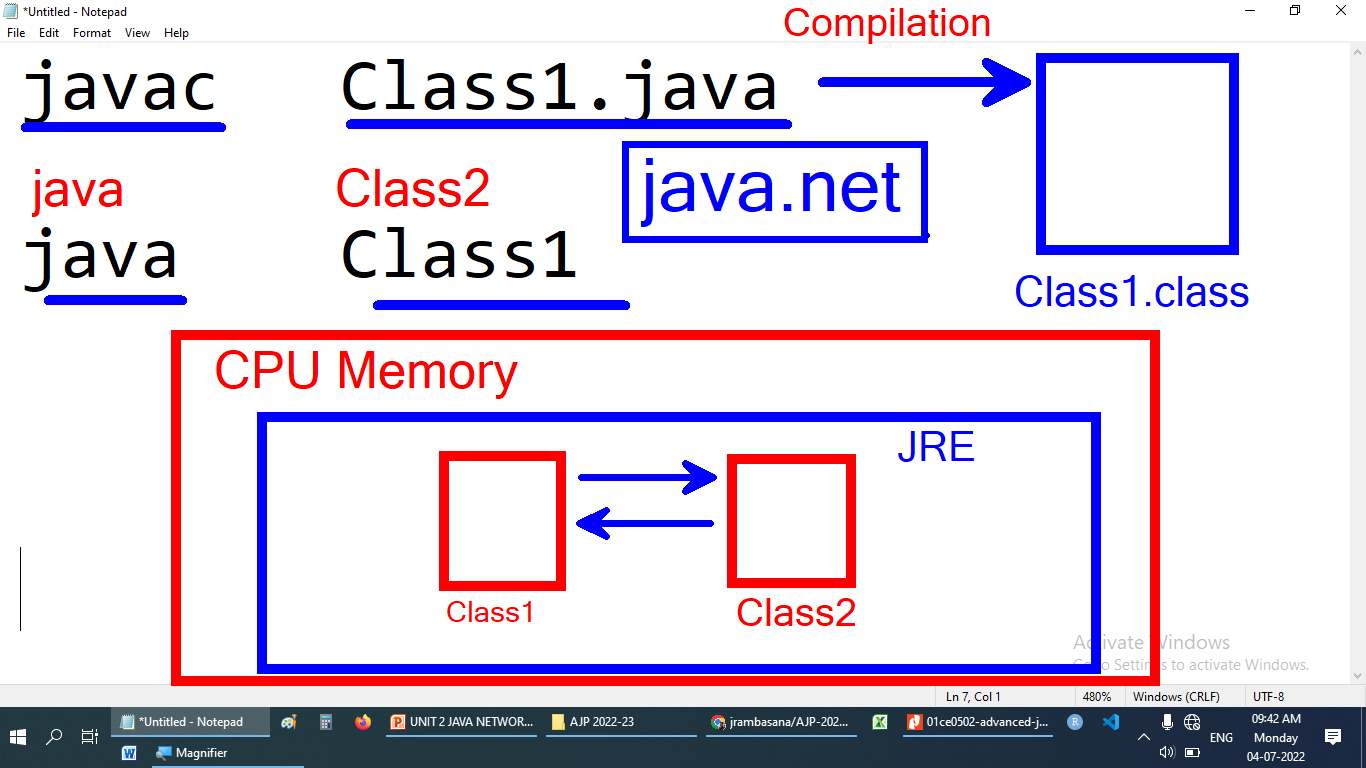 *Untitled - Notepad
File Edit Format View Help
Compilation
javac Class1.java
java Class2 java.net
java Class1
Class1.class
CPU Memory
JRE
Class1 Class2
Activate Windows
Go to Settings to activate Windows.
Ln 7, Col 1 480% Windows (CRLF) UTF-8
*Untitled - Notepad UNIT 2 JAVA NETWOR... AJP 2022-23 jrambasana/AJP-202... 01ce0502-advanced-j...
Magnifier
ENG
09:42 AM
Monday
04-07-2022